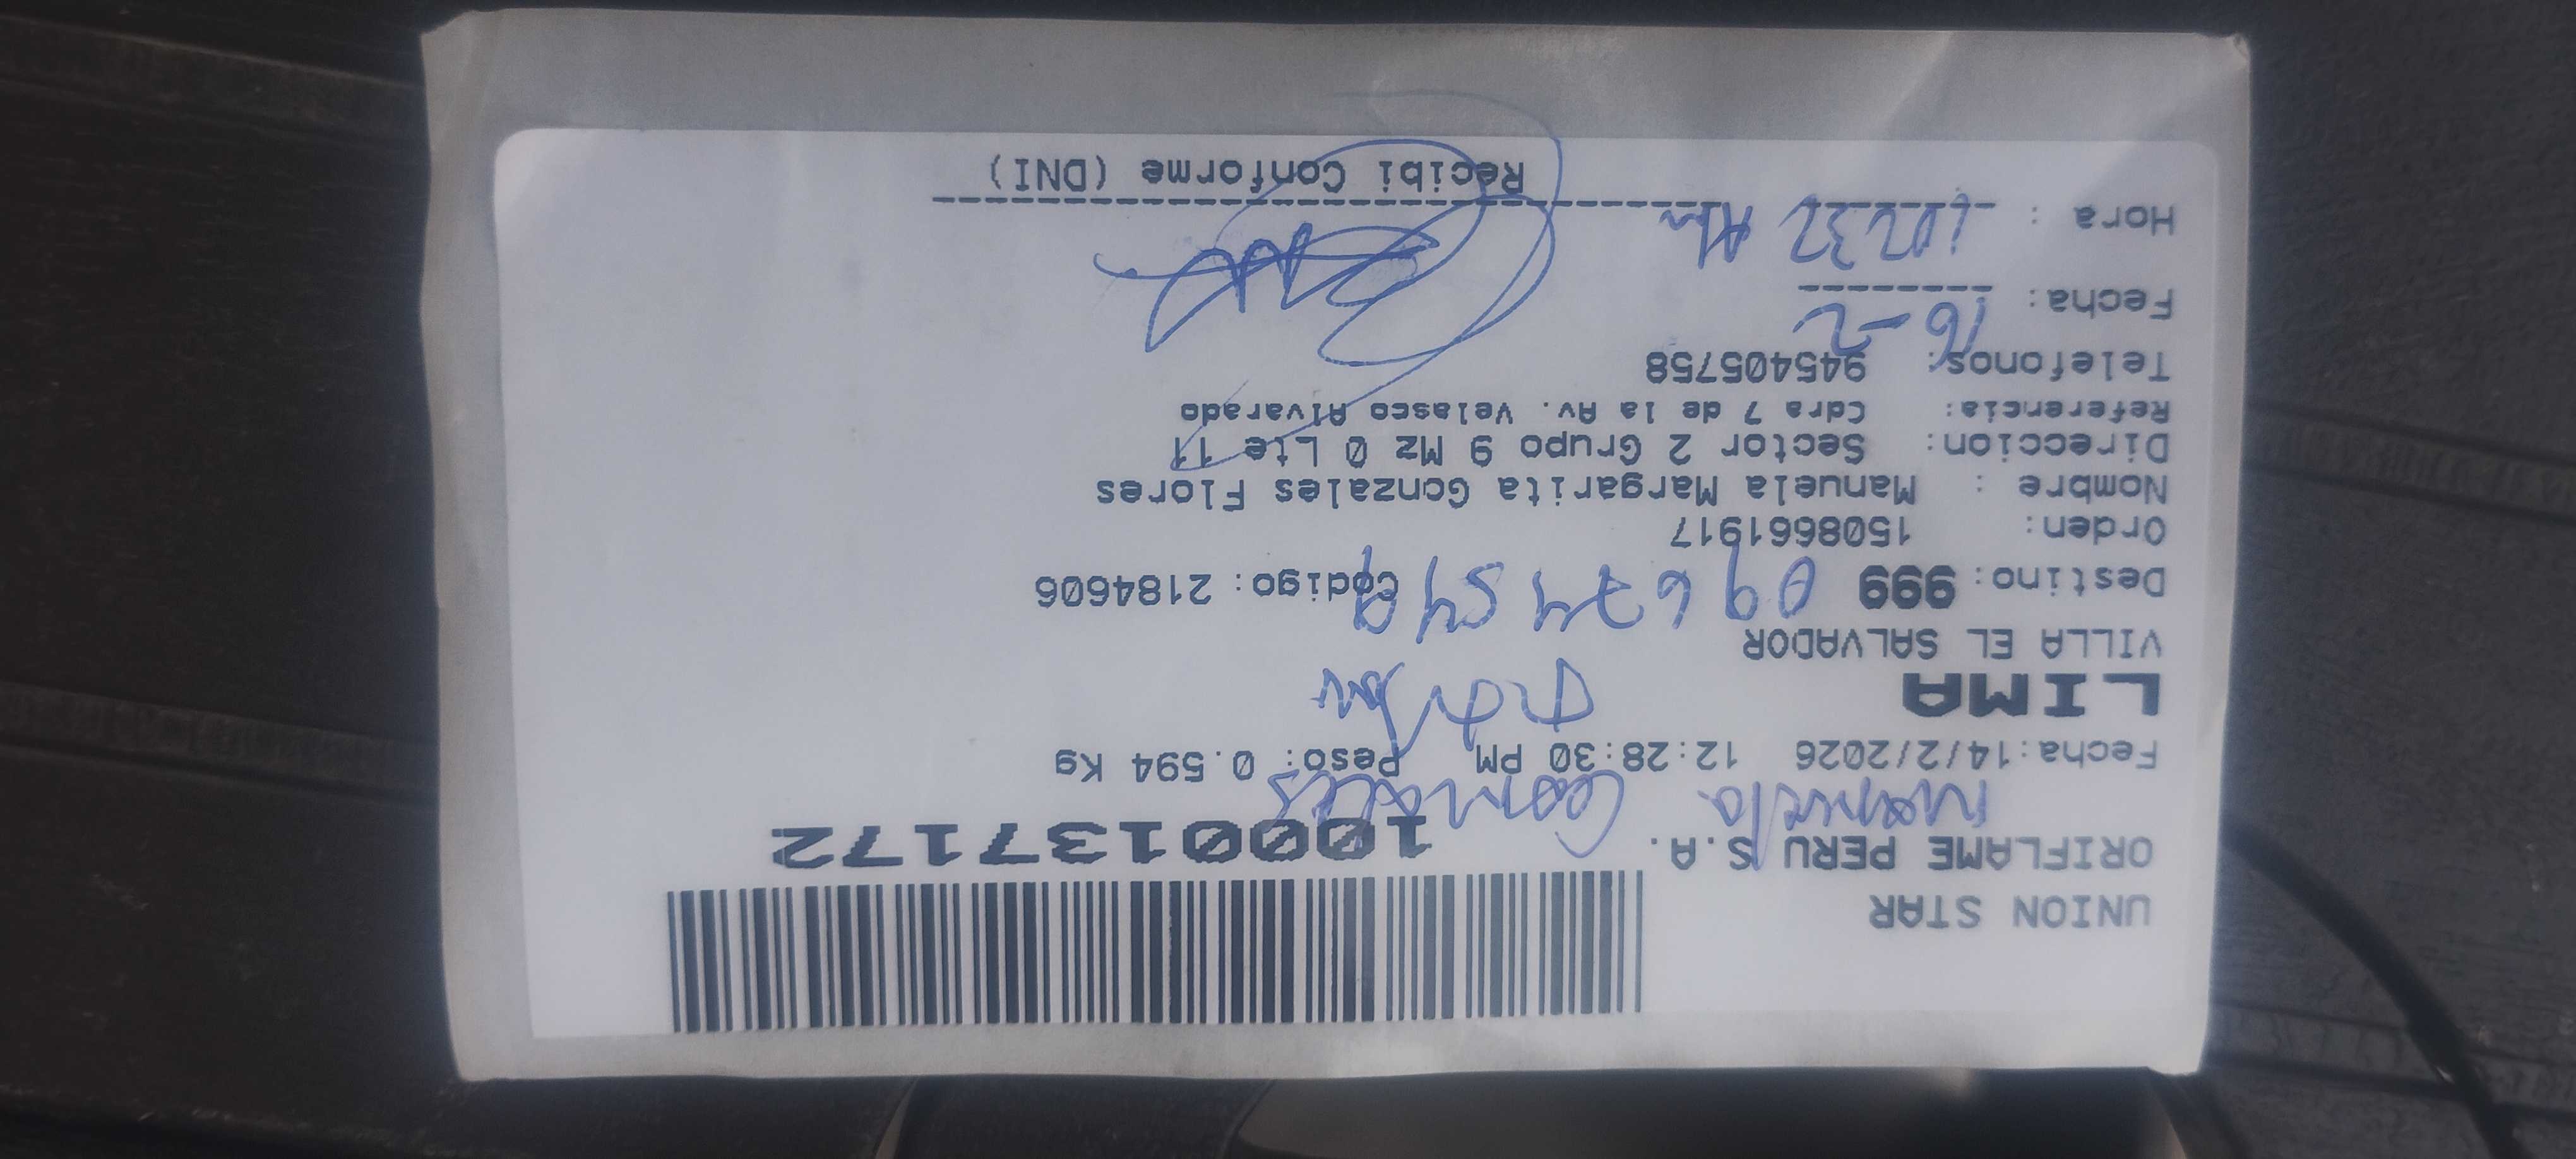 UNION STAR
ORIFLAME PERU S.A.
1000137172
Manuela Gonzales
Fecha:14/2/2026 12:28:30 PM Peso: 0.594 Kg
LIMA
VILLA EL SALVADOR
Destino: 999 Codigo: 2184606
Orden: 1508661917
Nombre : Manuela Margarita Gonzales Flores
Direccion: Sector 2 Grupo 9 Mz O Lte 11
Referencia: Cdra 7 de la Av. Velasco Alvarado
Telefonos: 945405758
Fecha: 16-2
Hora : 10:32 AM
Recibi Conforme (DNI)